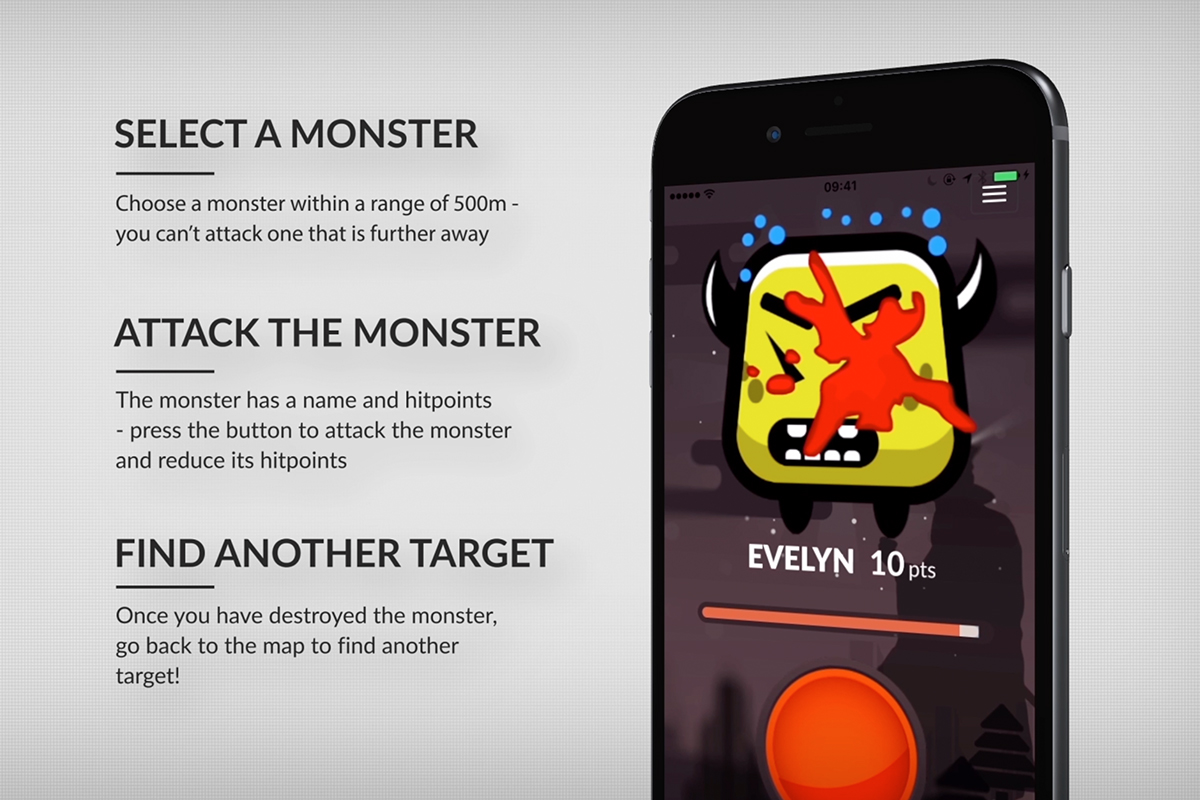 SELECT A MONSTER
Choose a monster within a range of 500m -
you can't attack one that is further away
ATTACK THE MONSTER
The monster has a name and hitpoints
- press the button to attack the monster
and reduce its hitpoints
FIND ANOTHER TARGET
Once you have destroyed the monster,
go back to the map to find another
target!
09:41
EVELYN 10 pts